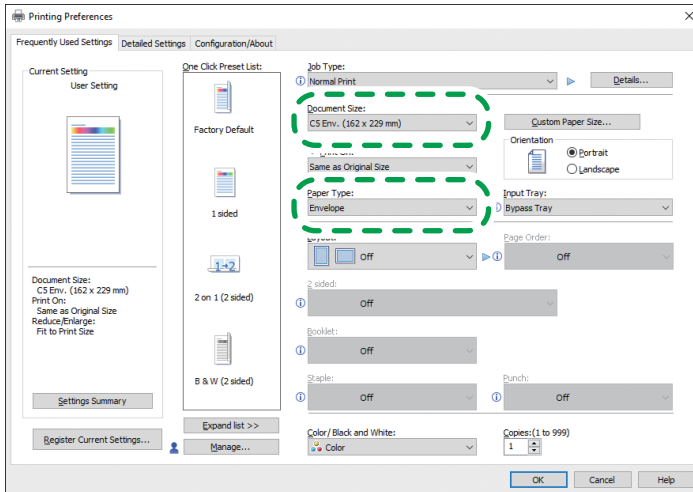 Printing Preferences
Frequently Used Settings Detailed Settings Configuration/About
Current Setting
User Setting
Document Size:
C5 Env. (162 x 229 mm)
Print On:
Same as Original Size
Reduce/Enlarge:
Fit to Print Size
Settings Summary
Register Current Settings...
One Click Preset List:
Factory Default
1 sided
1→2
2 on 1 (2 sided)
B & W (2 sided)
Expand list >>
Manage...
Job Type:
Normal Print
Details...
Document Size:
C5 Env. (162 x 229 mm)
Custom Paper Size...
Print On:
Same as Original Size
Orientation
Portrait
Landscape
Paper Type:
Envelope
Input Tray:
Bypass Tray
Layout:
Off
Page Order:
Off
2 sided:
Off
Booklet:
Off
Staple:
Off
Punch:
Off
Color/ Black and White:
Color
Copies:(1 to 999)
1
OK Cancel Help